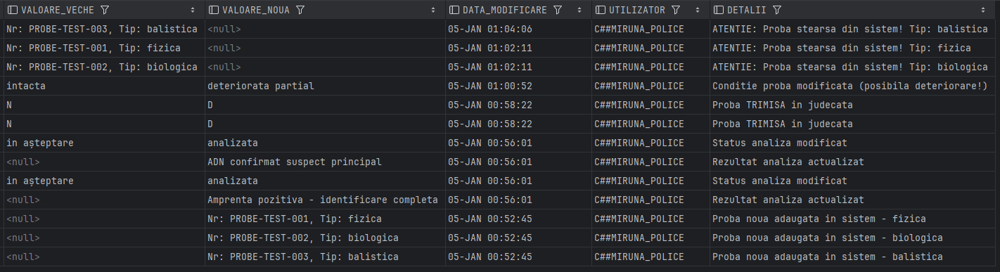 VALOARE_VECHE VALOARE_NOUA DATA_MODIFICARE UTILIZATOR DETALII
Nr: PROBE-TEST-003, Tip: balistica <null> 05-JAN 01:04:06 C##MIRUNA_POLICE ATENTIE: Proba stearsa din sistem! Tip: balistica
Nr: PROBE-TEST-001, Tip: fizica <null> 05-JAN 01:02:11 C##MIRUNA_POLICE ATENTIE: Proba stearsa din sistem! Tip: fizica
Nr: PROBE-TEST-002, Tip: biologica <null> 05-JAN 01:02:11 C##MIRUNA_POLICE ATENTIE: Proba stearsa din sistem! Tip: biologica
intacta deteriorata partial 05-JAN 01:00:52 C##MIRUNA_POLICE Conditie proba modificata (posibila deteriorare!)
N D 05-JAN 00:58:22 C##MIRUNA_POLICE Proba TRIMISA in judecata
N D 05-JAN 00:58:22 C##MIRUNA_POLICE Proba TRIMISA in judecata
in așteptare analizata 05-JAN 00:56:01 C##MIRUNA_POLICE Status analiza modificat
<null> ADN confirmat suspect principal 05-JAN 00:56:01 C##MIRUNA_POLICE Rezultat analiza actualizat
in așteptare analizata 05-JAN 00:56:01 C##MIRUNA_POLICE Status analiza modificat
<null> Amprenta pozitiva - identificare completa 05-JAN 00:56:01 C##MIRUNA_POLICE Rezultat analiza actualizat
<null> Nr: PROBE-TEST-001, Tip: fizica 05-JAN 00:52:45 C##MIRUNA_POLICE Proba noua adaugata in sistem - fizica
<null> Nr: PROBE-TEST-002, Tip: biologica 05-JAN 00:52:45 C##MIRUNA_POLICE Proba noua adaugata in sistem - biologica
<null> Nr: PROBE-TEST-003, Tip: balistica 05-JAN 00:52:45 C##MIRUNA_POLICE Proba noua adaugata in sistem - balistica